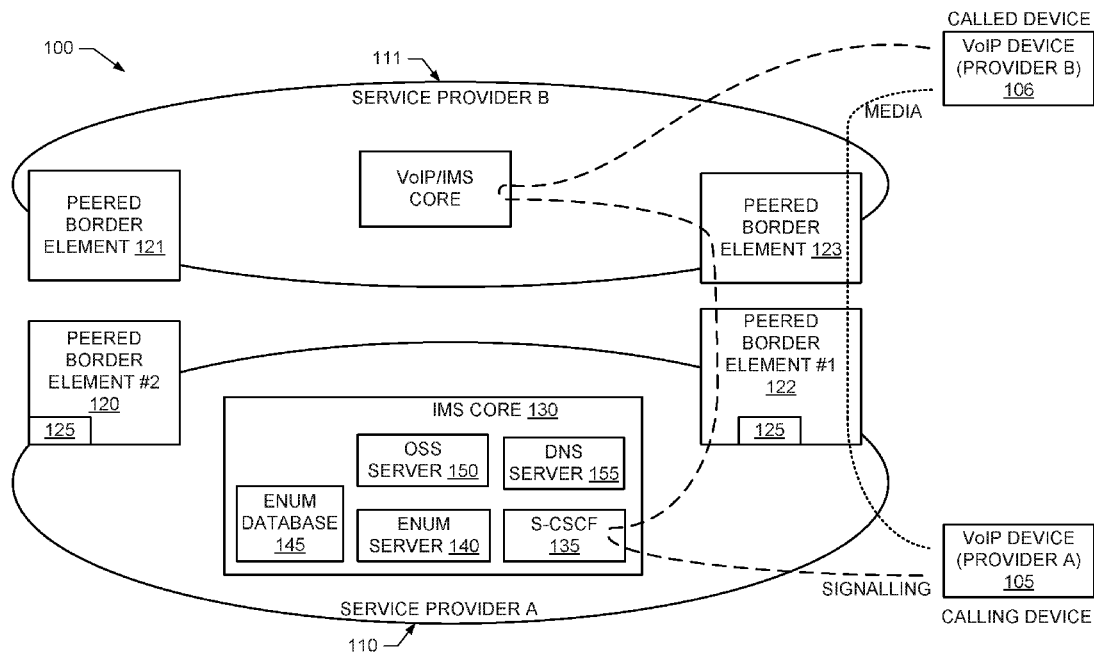 100
111
SERVICE PROVIDER B
CALLED DEVICE
VoIP DEVICE
(PROVIDER B)
106
MEDIA
VoIP/IMS
CORE
PEERED
BORDER
ELEMENT 121
PEERED
BORDER
ELEMENT 123
PEERED
BORDER
ELEMENT #2
120
125
PEERED
BORDER
ELEMENT #1
122
125
IMS CORE 130
OSS
SERVER 150
DNS
SERVER 155
ENUM
DATABASE
145
ENUM
SERVER 140
S-CSCF
135
VoIP DEVICE
(PROVIDER A)
105
SIGNALLING
CALLING DEVICE
SERVICE PROVIDER A
110